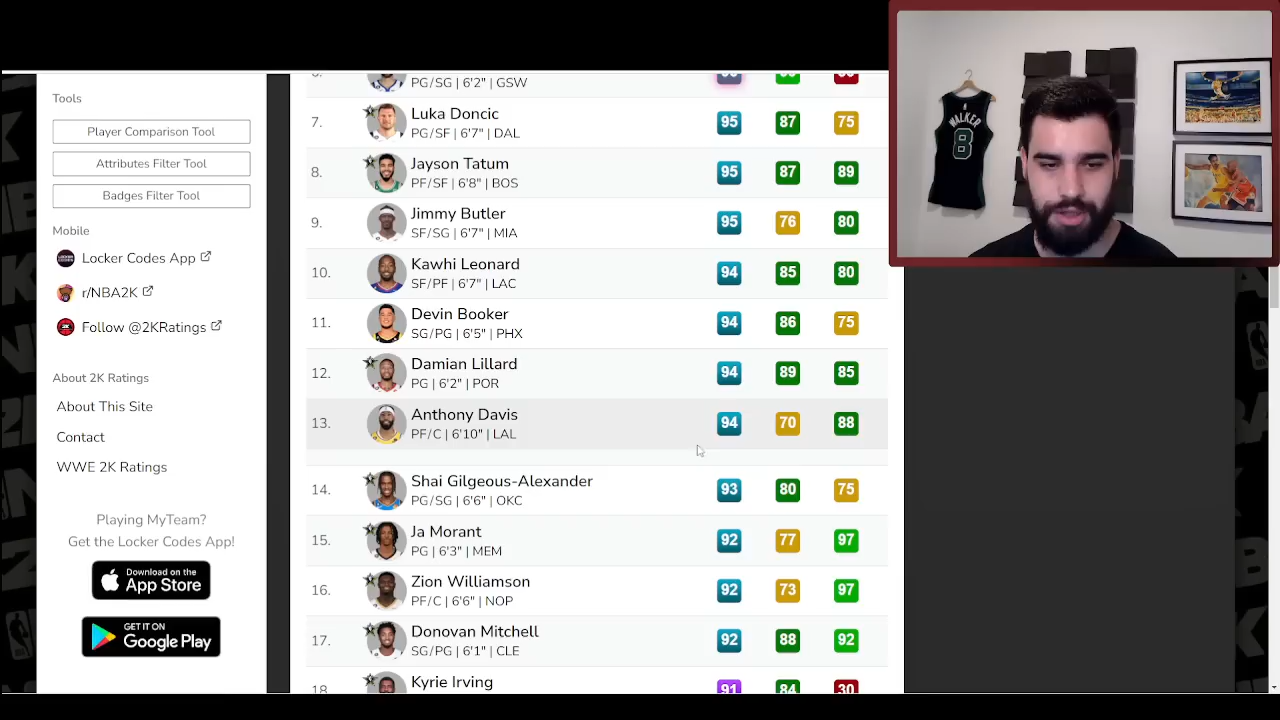 Tools
Player Comparison Tool
Attributes Filter Tool
Badges Filter Tool
Mobile
Locker Codes App
r/NBA2K
Follow @2KRatings
About 2K Ratings
About This Site
Contact
WWE 2K Ratings
Playing MyTeam?
Get the Locker Codes App!
Download on the
App Store
GET IT ON
Google Play
PG/SG | 6'2" | GSW
7. Luka Doncic 95 87 75
PG/SF | 6'7" | DAL
8. Jayson Tatum 95 87 89
PF/SF | 6'8" | BOS
9. Jimmy Butler 95 76 80
SF/SG | 6'7" | MIA
10. Kawhi Leonard 94 85 80
SF/PF | 6'7" | LAC
11. Devin Booker 94 86 75
SG/PG | 6'5" | PHX
12. Damian Lillard 94 89 85
PG | 6'2" | POR
13. Anthony Davis 94 70 88
PF/C | 6'10" | LAL
14. Shai Gilgeous-Alexander 93 80 75
PG/SG | 6'6" | OKC
15. Ja Morant 92 77 97
PG | 6'3" | MEM
16. Zion Williamson 92 73 97
PF/C | 6'6" | NOP
17. Donovan Mitchell 92 88 92
SG/PG | 6'1" | CLE
18. Kyrie Irving 91 84 30
WALKER
8